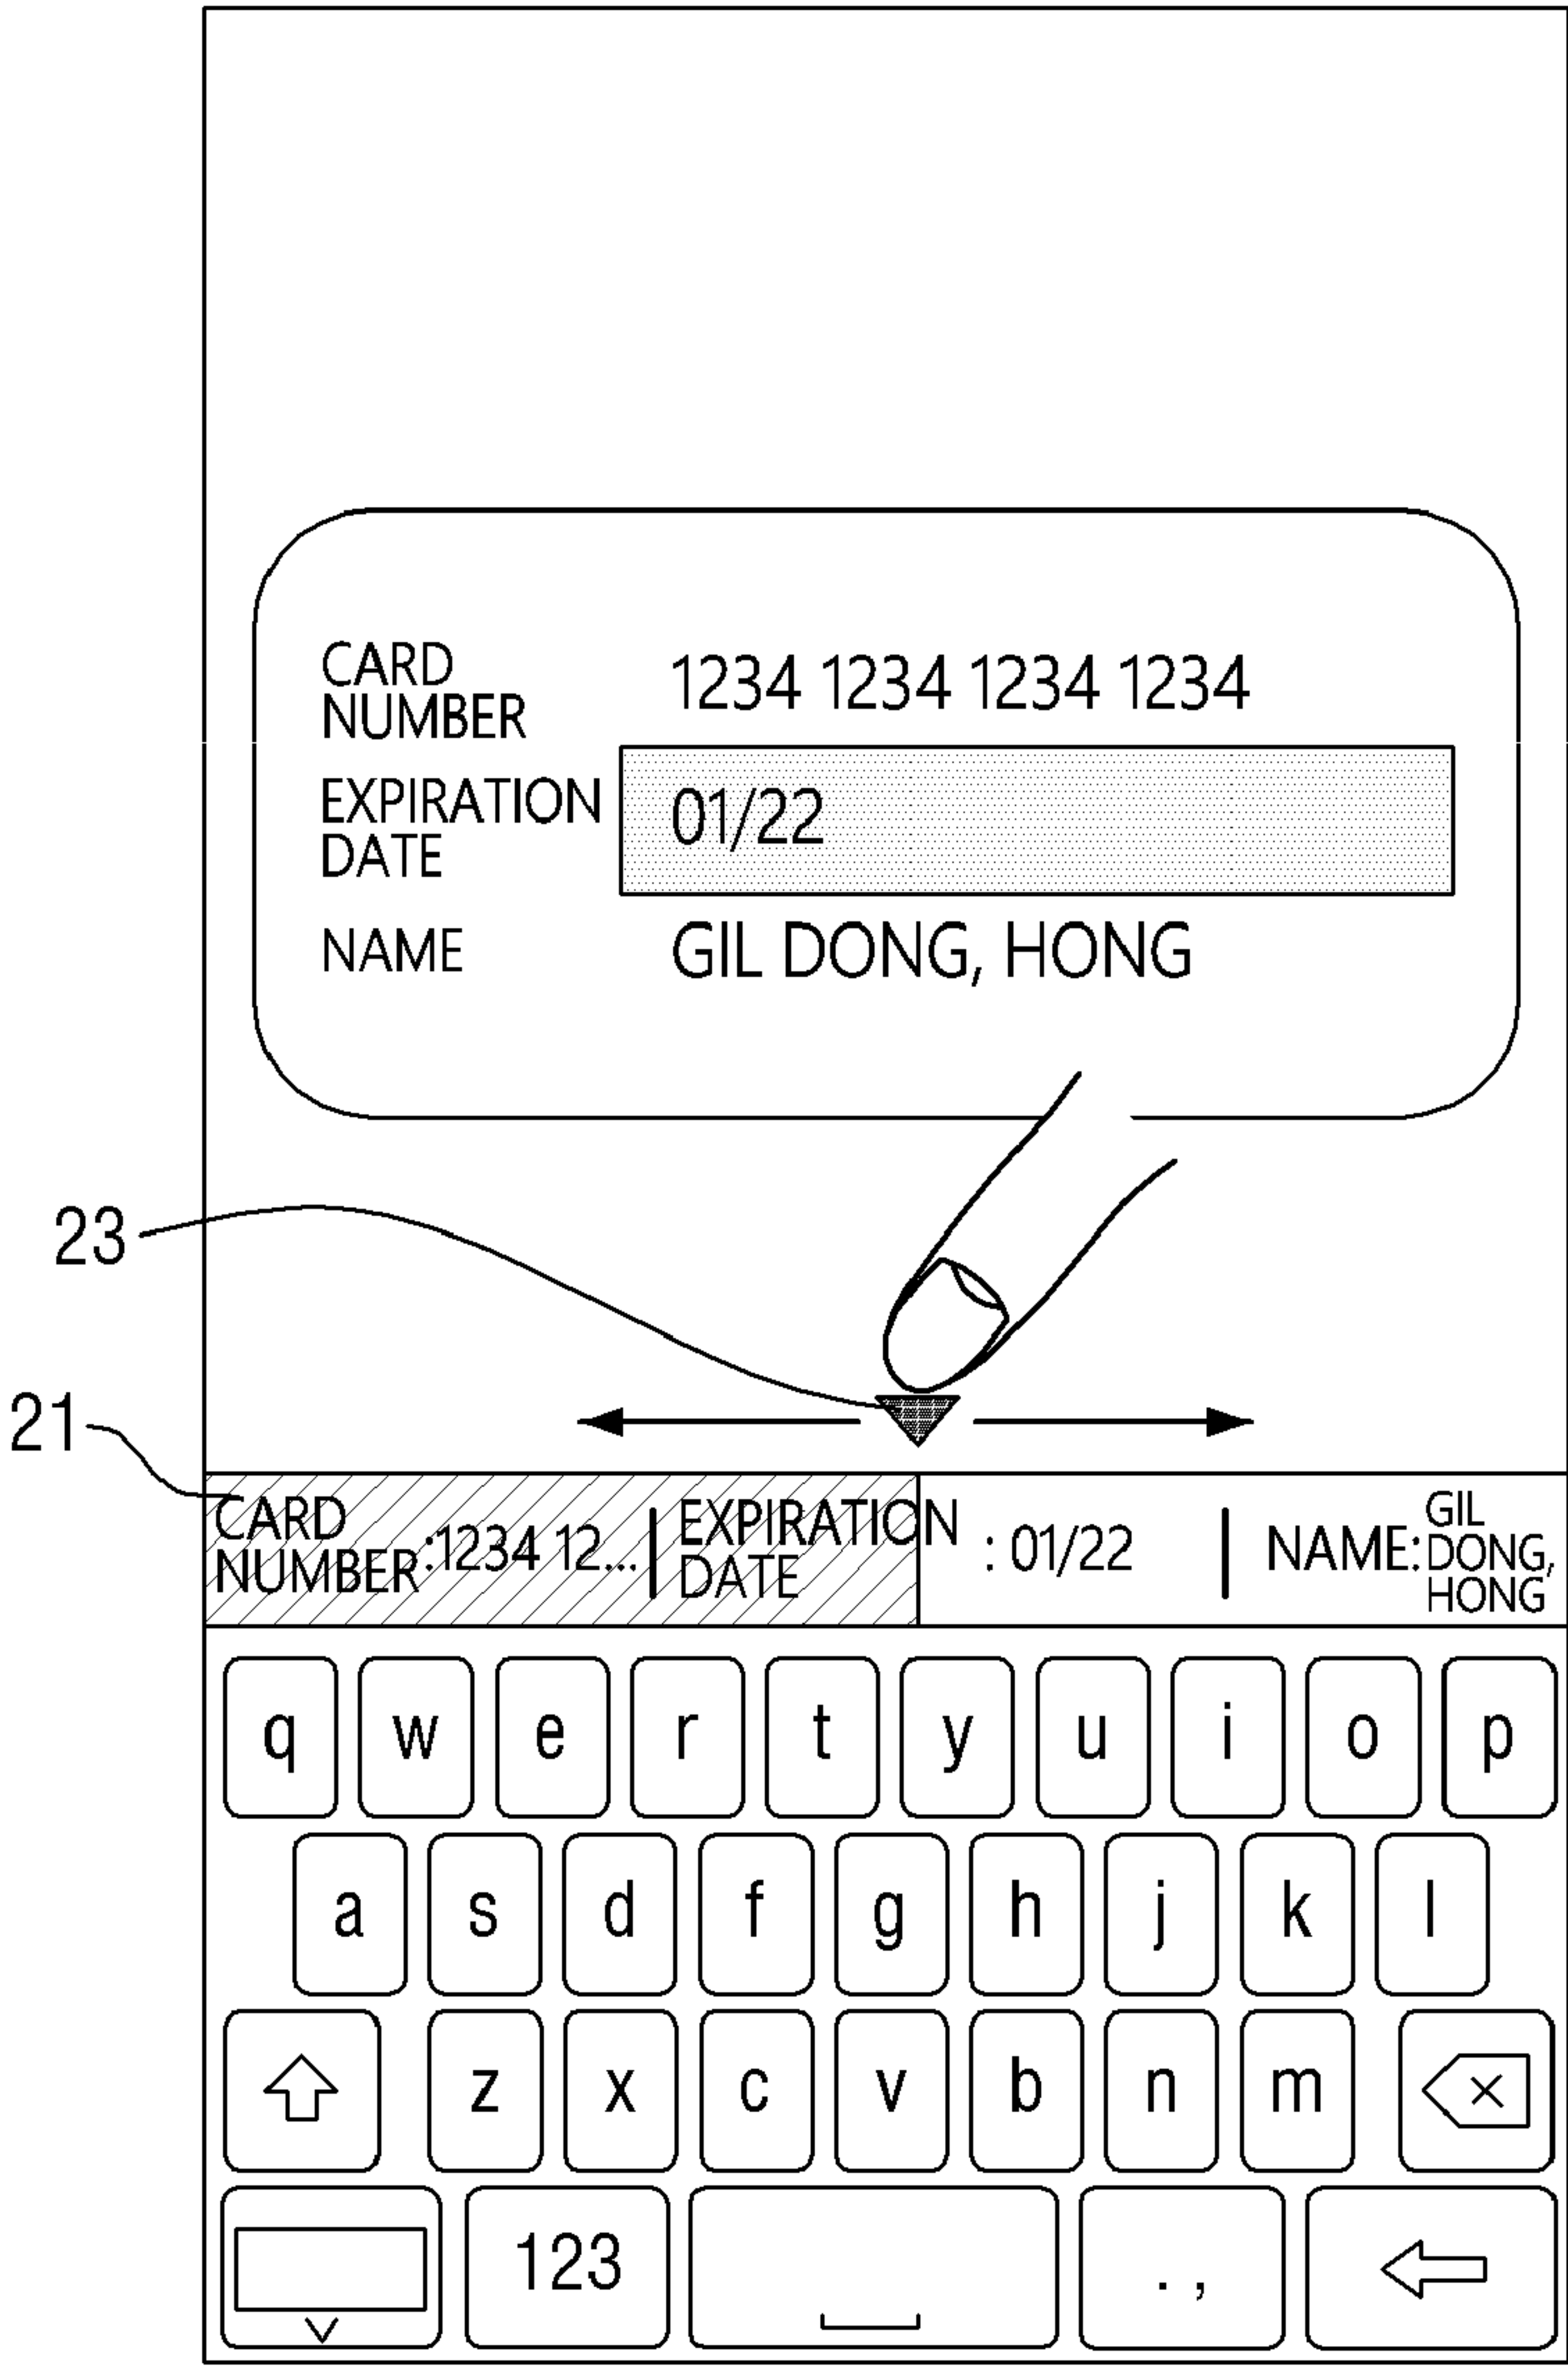 CARD
NUMBER
1234 1234 1234 1234
EXPIRATION
DATE
01/22
NAME
GIL DONG, HONG
23
21
CARD
NUMBER
:1234 12...
EXPIRATION
DATE
: 01/22
NAME:
GIL
DONG,
HONG
q w e r t y u i o p
a s d f g h j k l
z x c v b n m
123 . ,